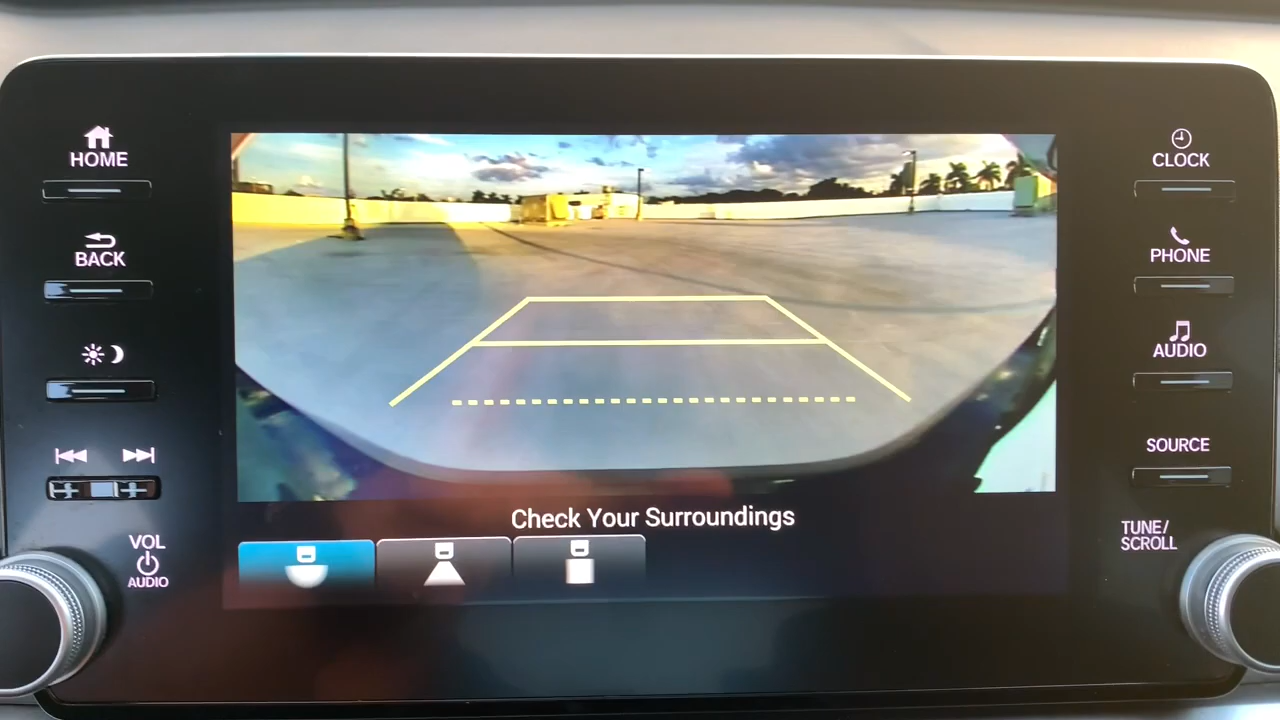 HOME
BACK
VOL
AUDIO
CLOCK
PHONE
AUDIO
SOURCE
TUNE/
SCROLL
Check Your Surroundings